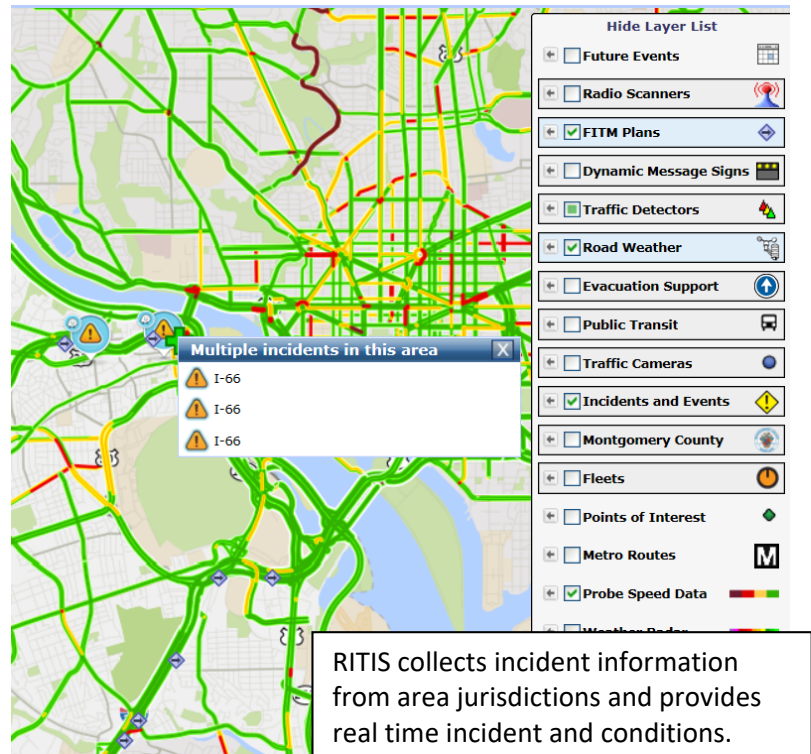 Hide Layer List
Future Events
Radio Scanners
FITM Plans
Dynamic Message Signs
Traffic Detectors
Road Weather
Evacuation Support
Public Transit
Traffic Cameras
Incidents and Events
Montgomery County
Fleets
Points of Interest
Metro Routes
M
Probe Speed Data
Weather Radar
Multiple incidents in this area X
I-66
I-66
I-66
RITIS collects incident information
from area jurisdictions and provides
real time incident and conditions.